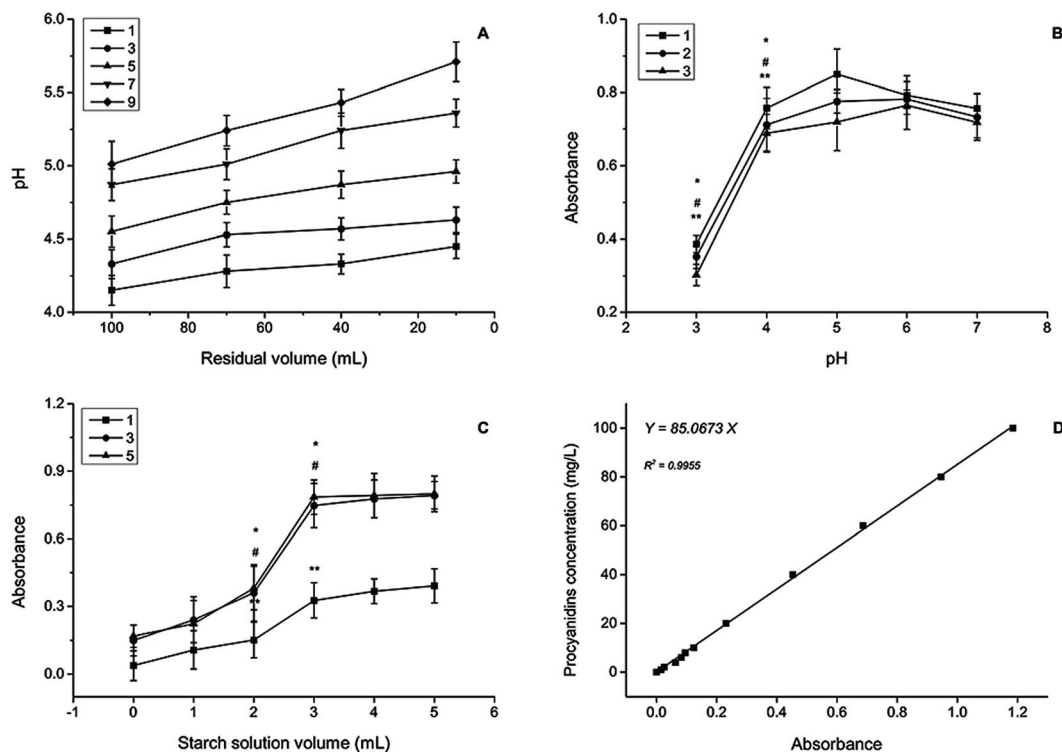 A
1
3
5
7
9
6.0
5.5
5.0
4.5
4.0
pH
100 80 60 40 20 0
Residual volume (mL)
B
1
2
3
*
#
**
*
#
**
1.0
0.8
0.6
0.4
0.2
Absorbance
2 3 4 5 6 7 8
pH
C
1
3
5
*
#
*
#
**
**
1.2
0.9
0.6
0.3
0.0
Absorbance
-1 0 1 2 3 4 5 6
Starch solution volume (mL)
D
Y = 85.0673 X
R² = 0.9955
100
80
60
40
20
0
Procyanidins concentration (mg/L)
0.0 0.2 0.4 0.6 0.8 1.0 1.2
Absorbance